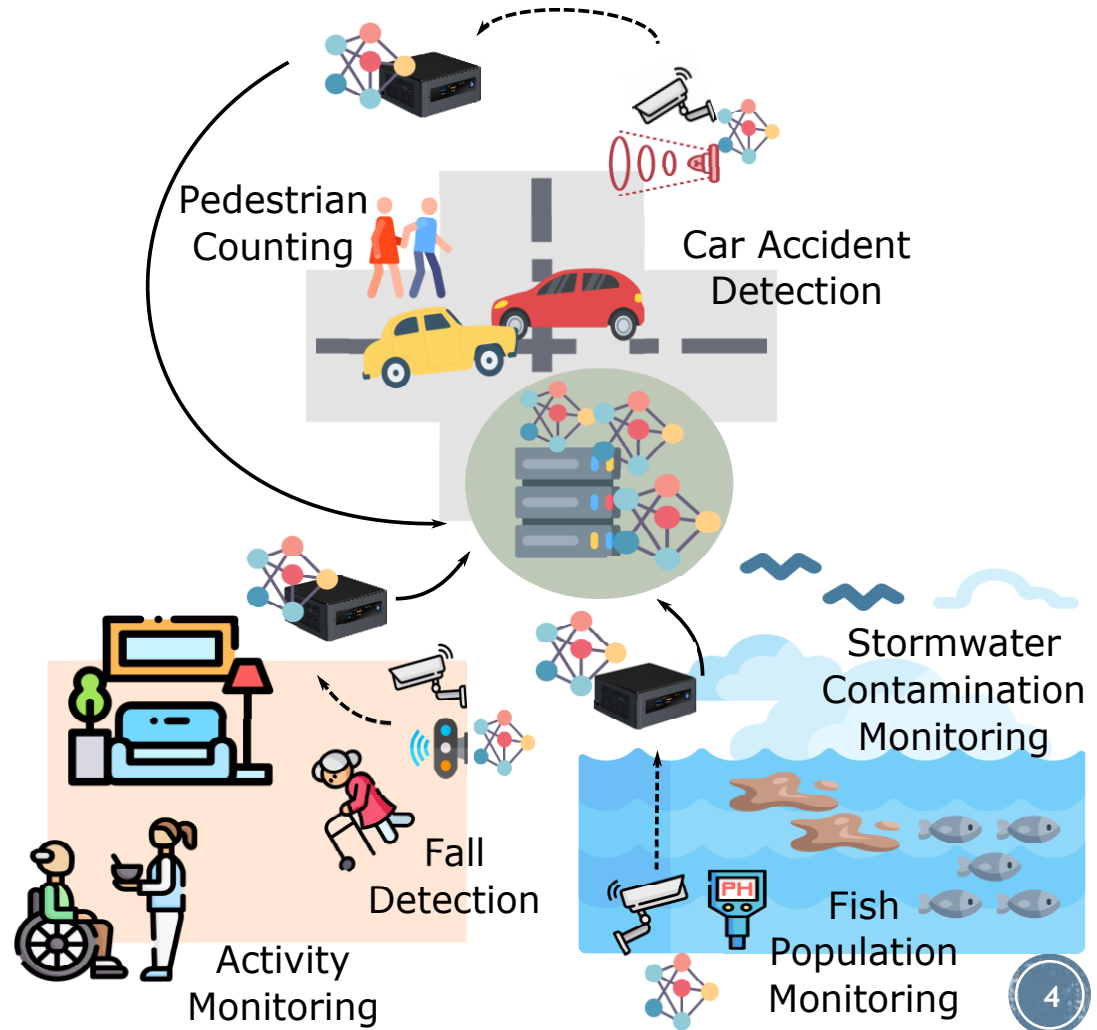 Pedestrian
Counting
Car Accident
Detection
Stormwater
Contamination
Monitoring
Fall
Detection
PH
Fish
Population
Monitoring
Activity
Monitoring
4